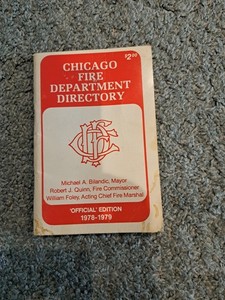 $2.00
CHICAGO
FIRE
DEPARTMENT
DIRECTORY
CFD
Michael A. Bilandic, Mayor
Robert J. Quinn, Fire Commissioner
William Foley, Acting Chief Fire Marshal
'OFFICIAL' EDITION
1978-1979